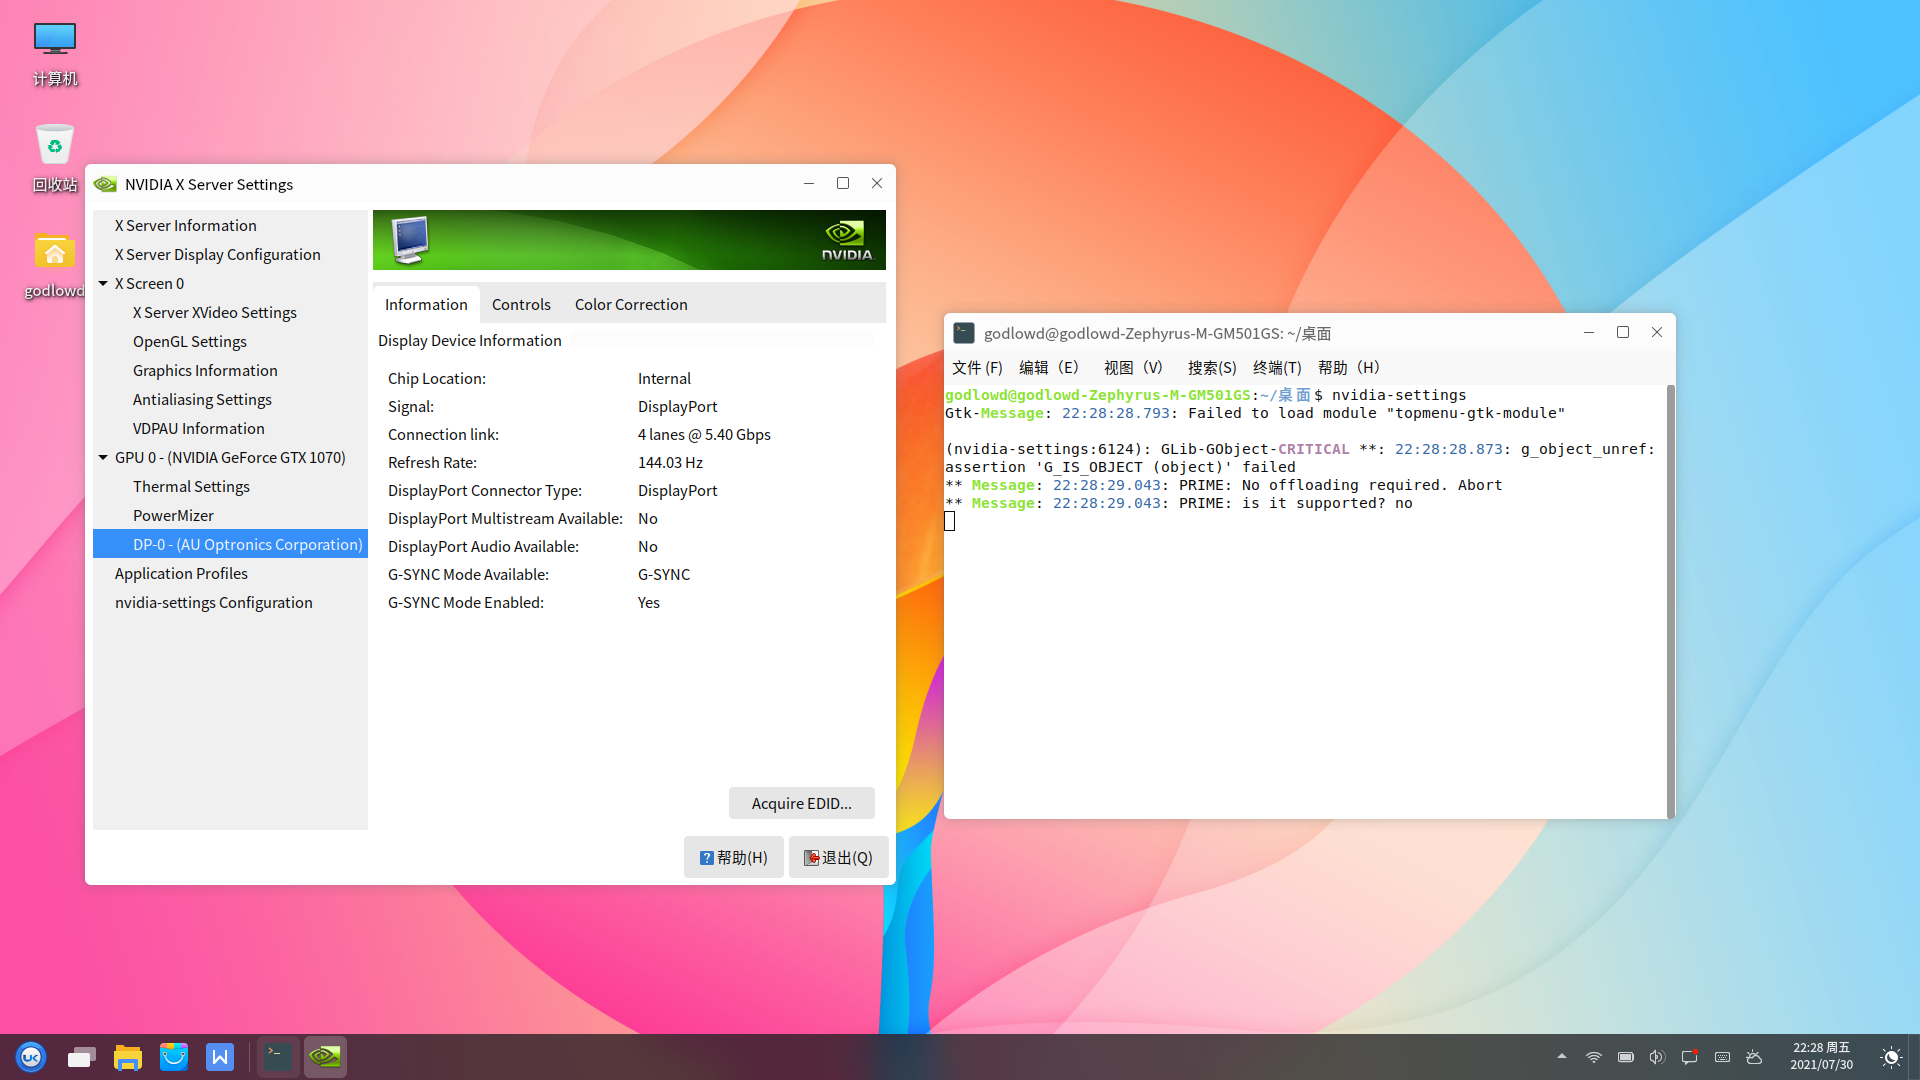 计算机
回收站
godlowd
NVIDIA X Server Settings
X Server Information
X Server Display Configuration
X Screen 0
X Server XVideo Settings
OpenGL Settings
Graphics Information
Antialiasing Settings
VDPAU Information
GPU 0 - (NVIDIA GeForce GTX 1070)
Thermal Settings
PowerMizer
DP-0 - (AU Optronics Corporation)
Application Profiles
nvidia-settings Configuration
NVIDIA.
Information Controls Color Correction
Display Device Information
Chip Location: Internal
Signal: DisplayPort
Connection link: 4 lanes @ 5.40 Gbps
Refresh Rate: 144.03 Hz
DisplayPort Connector Type: DisplayPort
DisplayPort Multistream Available: No
DisplayPort Audio Available: No
G-SYNC Mode Available: G-SYNC
G-SYNC Mode Enabled: Yes
Acquire EDID...
帮助(H) 退出(Q)
godlowd@godlowd-Zephyrus-M-GM501GS: ~/桌面
文件 (F) 编辑（E） 视图（V） 搜索(S) 终端(T) 帮助（H）
godlowd@godlowd-Zephyrus-M-GM501GS:~/桌面$ nvidia-settings
Gtk-Message: 22:28:28.793: Failed to load module "topmenu-gtk-module"
(nvidia-settings:6124): GLib-GObject-CRITICAL **: 22:28:28.873: g_object_unref:
assertion 'G_IS_OBJECT (object)' failed
** Message: 22:28:29.043: PRIME: No offloading required. Abort
** Message: 22:28:29.043: PRIME: is it supported? no
UK
W
22:28 周五
2021/07/30